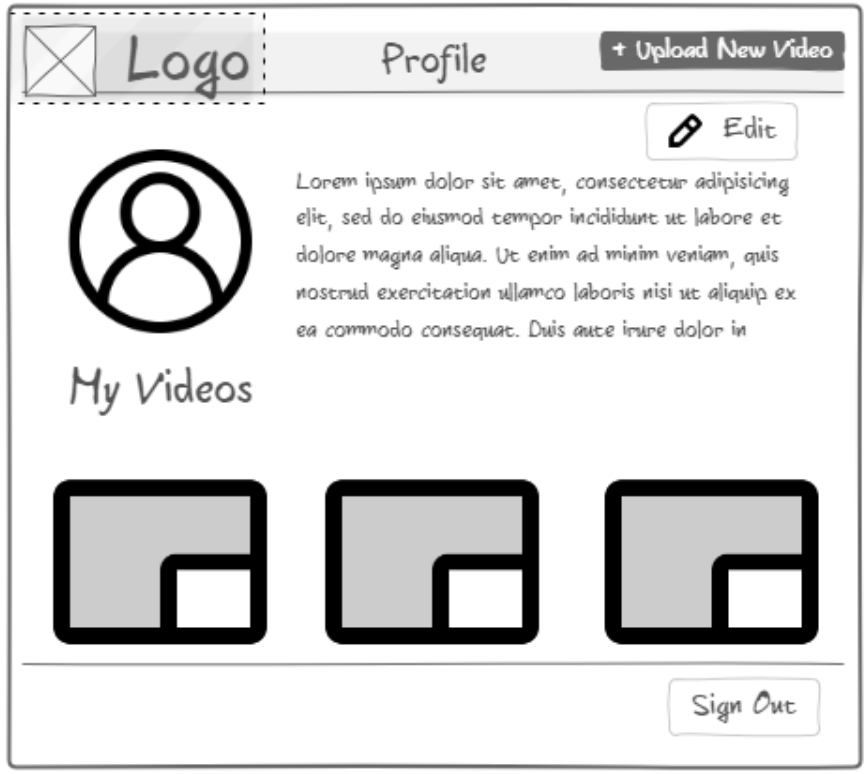 Logo
Profile
+ Upload New Video
Edit
Lorem ipsum dolor sit amet, consectetur adipisicing
elit, sed do eiusmod tempor incididunt ut labore et
dolore magna aliqua. Ut enim ad minim veniam, quis
nostrud exercitation ullamco laboris nisi ut aliquip ex
ea commodo consequat. Duis aute irure dolor in
My Videos
Sign Out